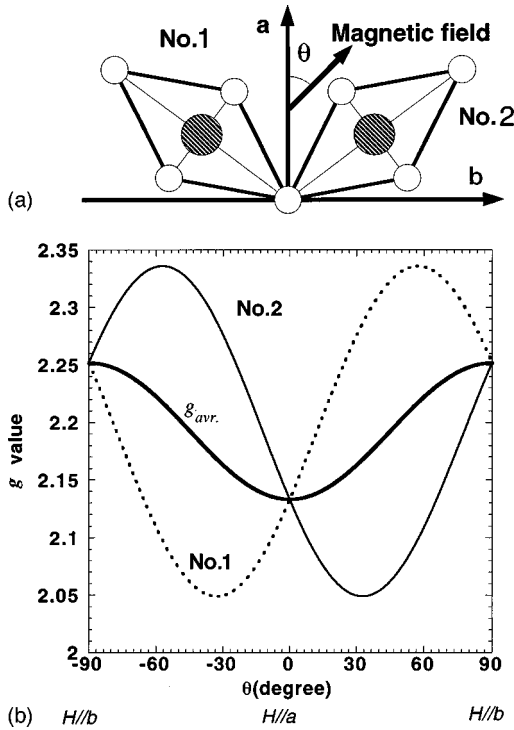 No.1
a
θ
Magnetic field
No.2
b
(a)
2.35
2.3
2.25
2.2
2.15
2.1
2.05
2
g value
No.2
g avr.
No.1
-90 -60 -30 0 30 60 90
θ(degree)
(b) H//b H//a H//b